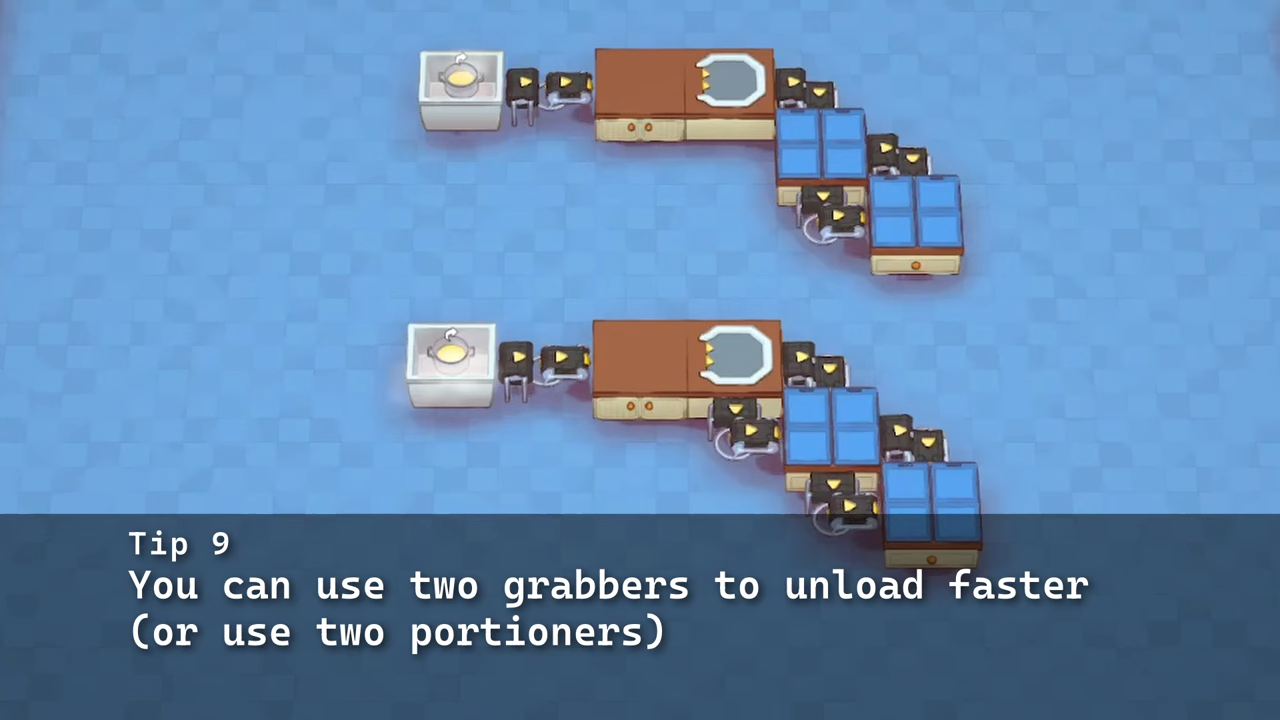 Tip 9
You can use two grabbers to unload faster
(or use two portioners)